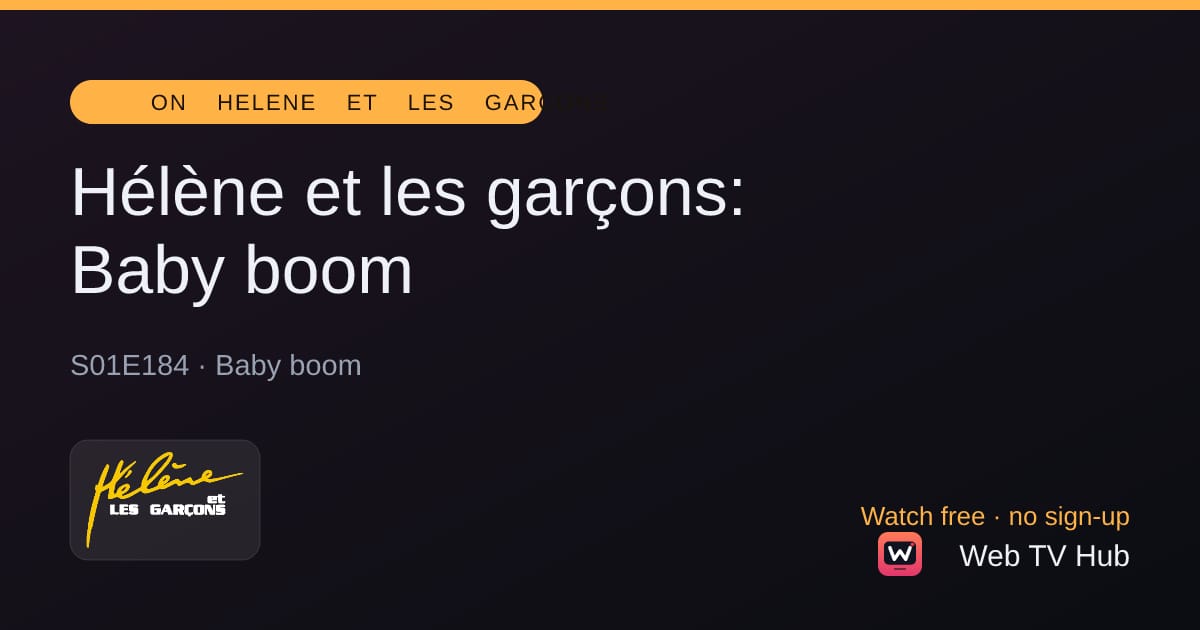 ON HELENE ET LES GARÇONS
Hélène et les garçons:
Baby boom
S01E184 · Baby boom
Hélène
et
LES GARÇONS
Watch free · no sign-up
W
Web TV Hub